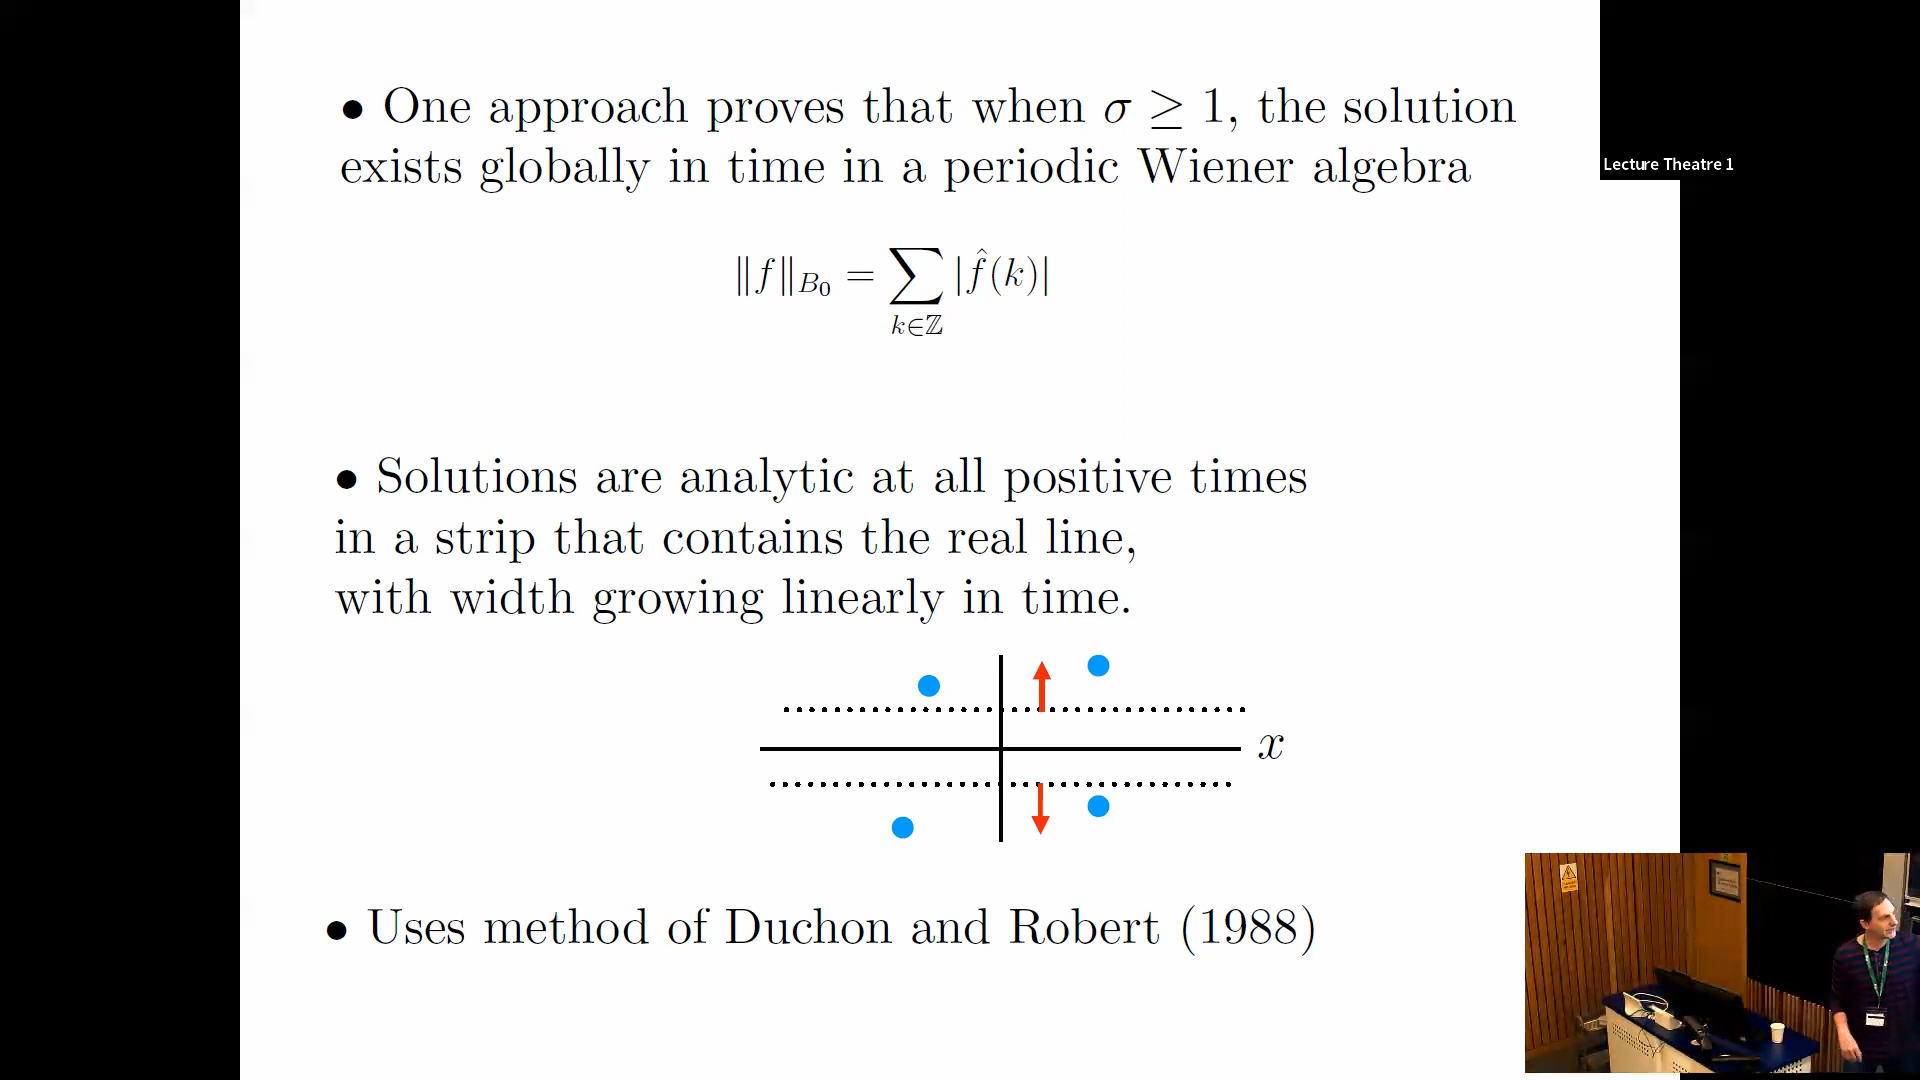 • One approach proves that when σ ≥ 1, the solution
exists globally in time in a periodic Wiener algebra
Lecture Theatre 1
‖f‖_{B_0} = ∑_{k∈ℤ} |f̂(k)|
• Solutions are analytic at all positive times
in a strip that contains the real line,
with width growing linearly in time.
x
• Uses method of Duchon and Robert (1988)